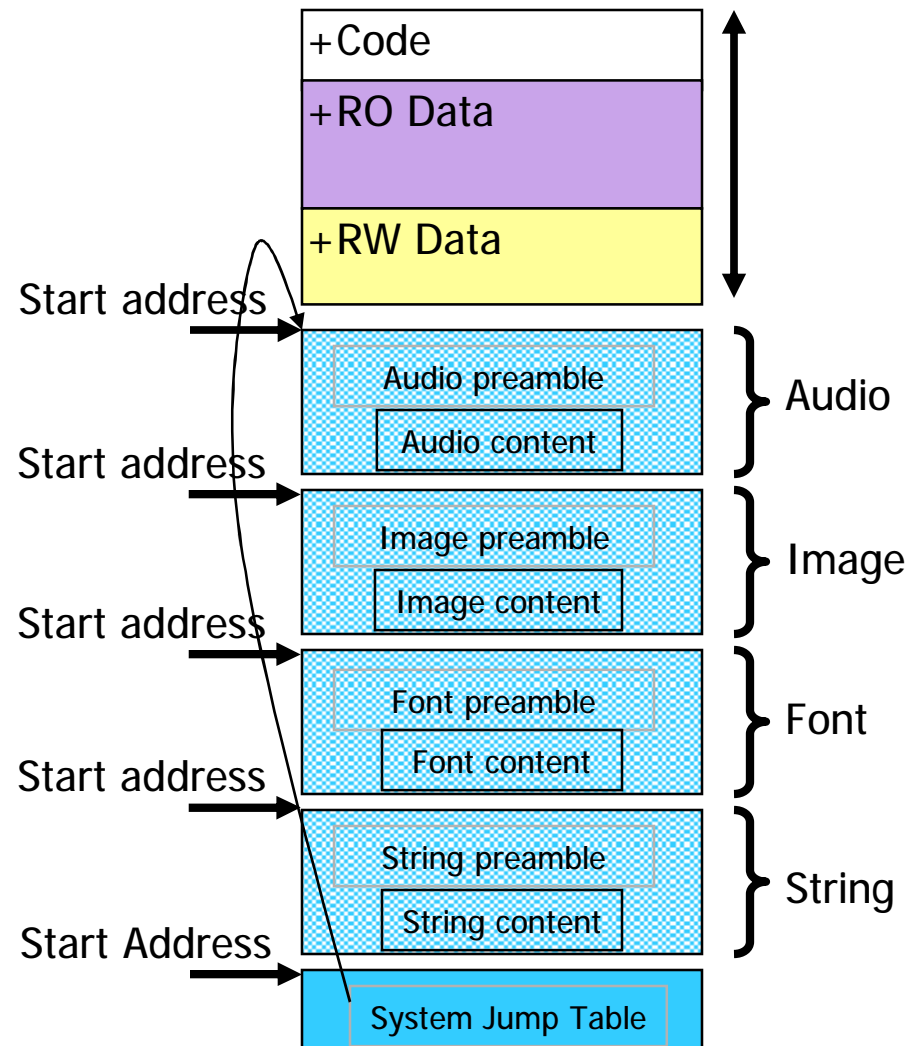 +Code
+RO Data
+RW Data
Start address
Audio preamble
Audio content
Audio
Start address
Image preamble
Image content
Image
Start address
Font preamble
Font content
Font
Start address
String preamble
String content
String
Start Address
System Jump Table